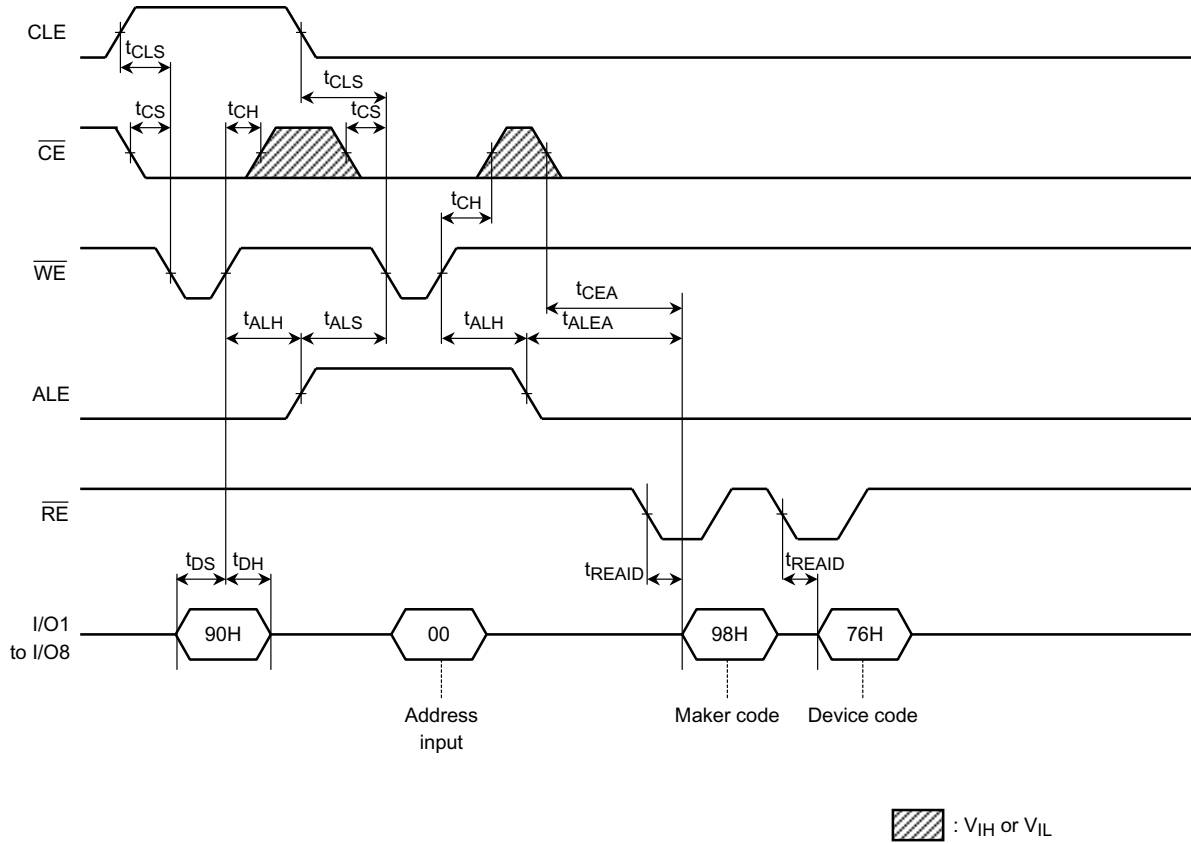 CLE
tCLS
tCLS
tCS
tCH
tCS
CE
tCH
WE
tCEA
tALH
tALS
tALH
tALEA
ALE
RE
tDS
tDH
tREAID
tREAID
I/O1
to I/O8
90H
00
98H
76H
Address
input
Maker code
Device code
: VIH or VIL